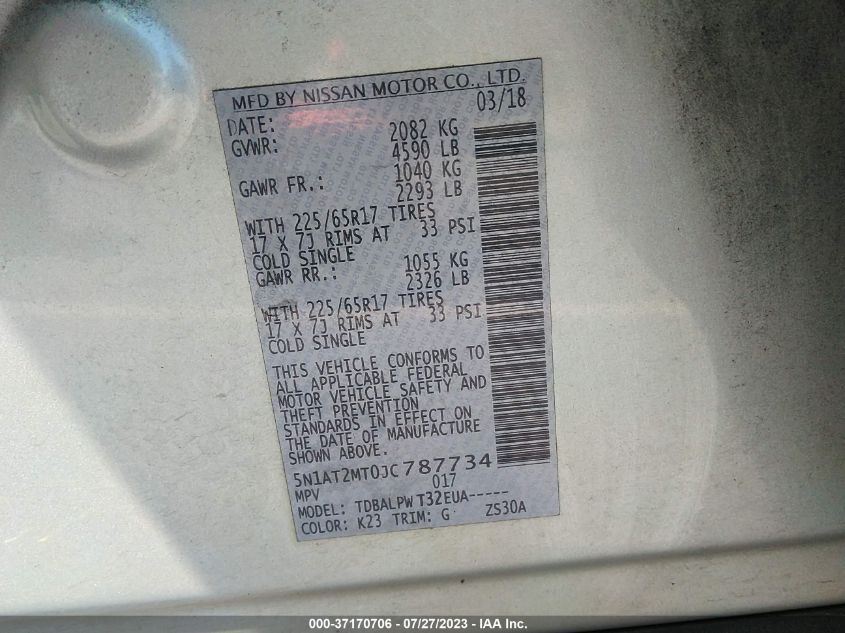 MFD BY NISSAN MOTOR CO., LTD.
DATE: 03/18
GVWR: 2082 KG
4590 LB
GAWR FR.: 1040 KG
2293 LB
WITH 225/65R17 TIRES
17 X 7J RIMS AT 33 PSI
COLD SINGLE
GAWR RR.: 1055 KG
2326 LB
WITH 225/65R17 TIRES
17 X 7J RIMS AT 33 PSI
COLD SINGLE
THIS VEHICLE CONFORMS TO
ALL APPLICABLE FEDERAL
MOTOR VEHICLE SAFETY AND
THEFT PREVENTION
STANDARDS IN EFFECT ON
THE DATE OF MANUFACTURE
SHOWN ABOVE.
5N1AT2MT0JC787734
MPV 017
MODEL: TDBALPW T32EUA-----
COLOR: K23 TRIM: G ZS30A
000-37170706 / 07/27/2023 - IAA Inc.